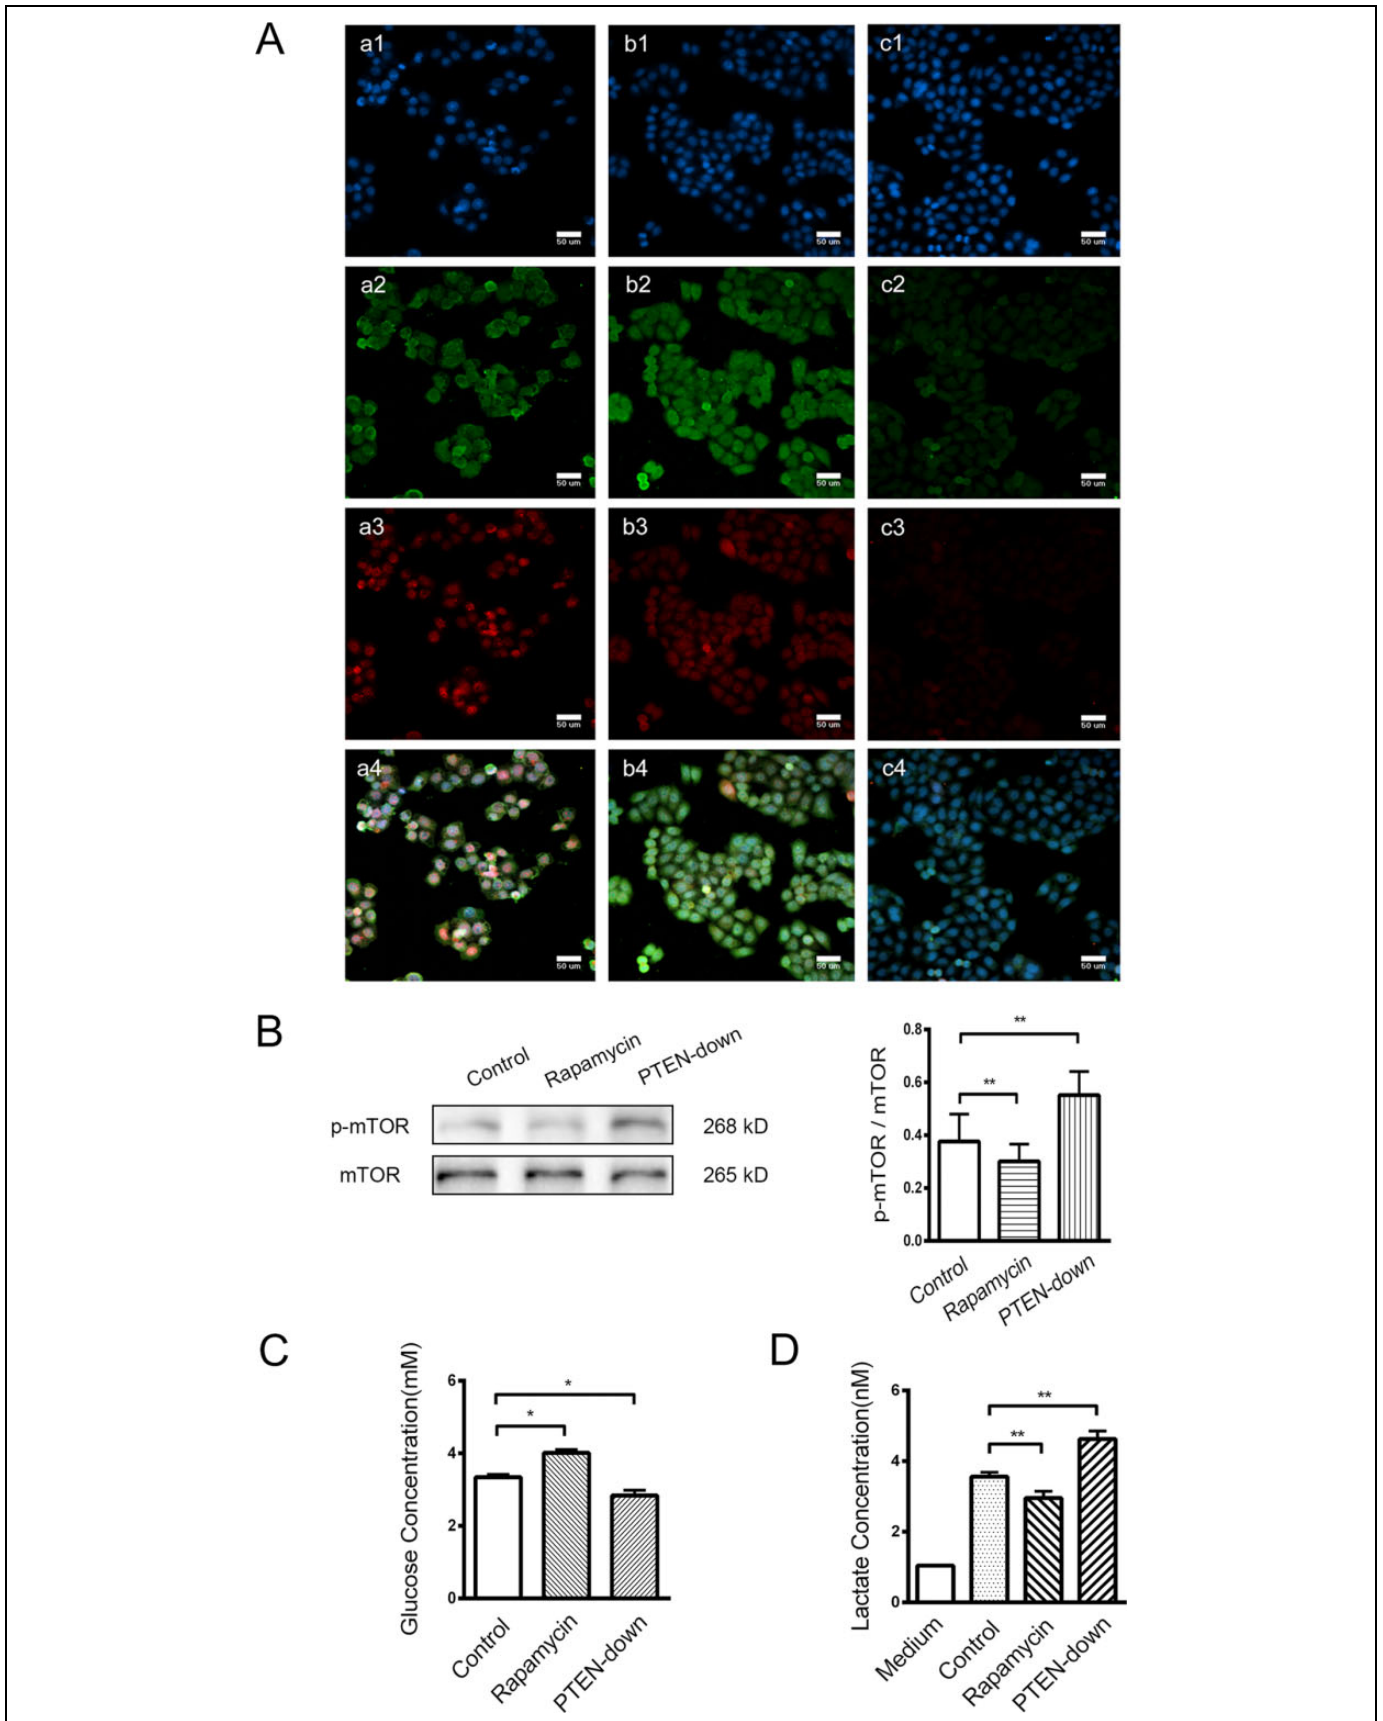 A
a1
b1
c1
50 um
50 um
50 um
a2
b2
c2
50 um
50 um
50 um
a3
b3
c3
50 um
50 um
50 um
a4
b4
c4
50 um
50 um
50 um
B
Control
Rapamycin
PTEN-down
p-mTOR
268 kD
mTOR
265 kD
p-mTOR / mTOR
0.8
0.6
0.4
0.2
0.0
**
**
Control
Rapamycin
PTEN-down
C
Glucose Concentration(mM)
6
4
2
0
*
*
Control
Rapamycin
PTEN-down
D
Lactate Concentration(nM)
6
4
2
0
**
**
Medium
Control
Rapamycin
PTEN-down